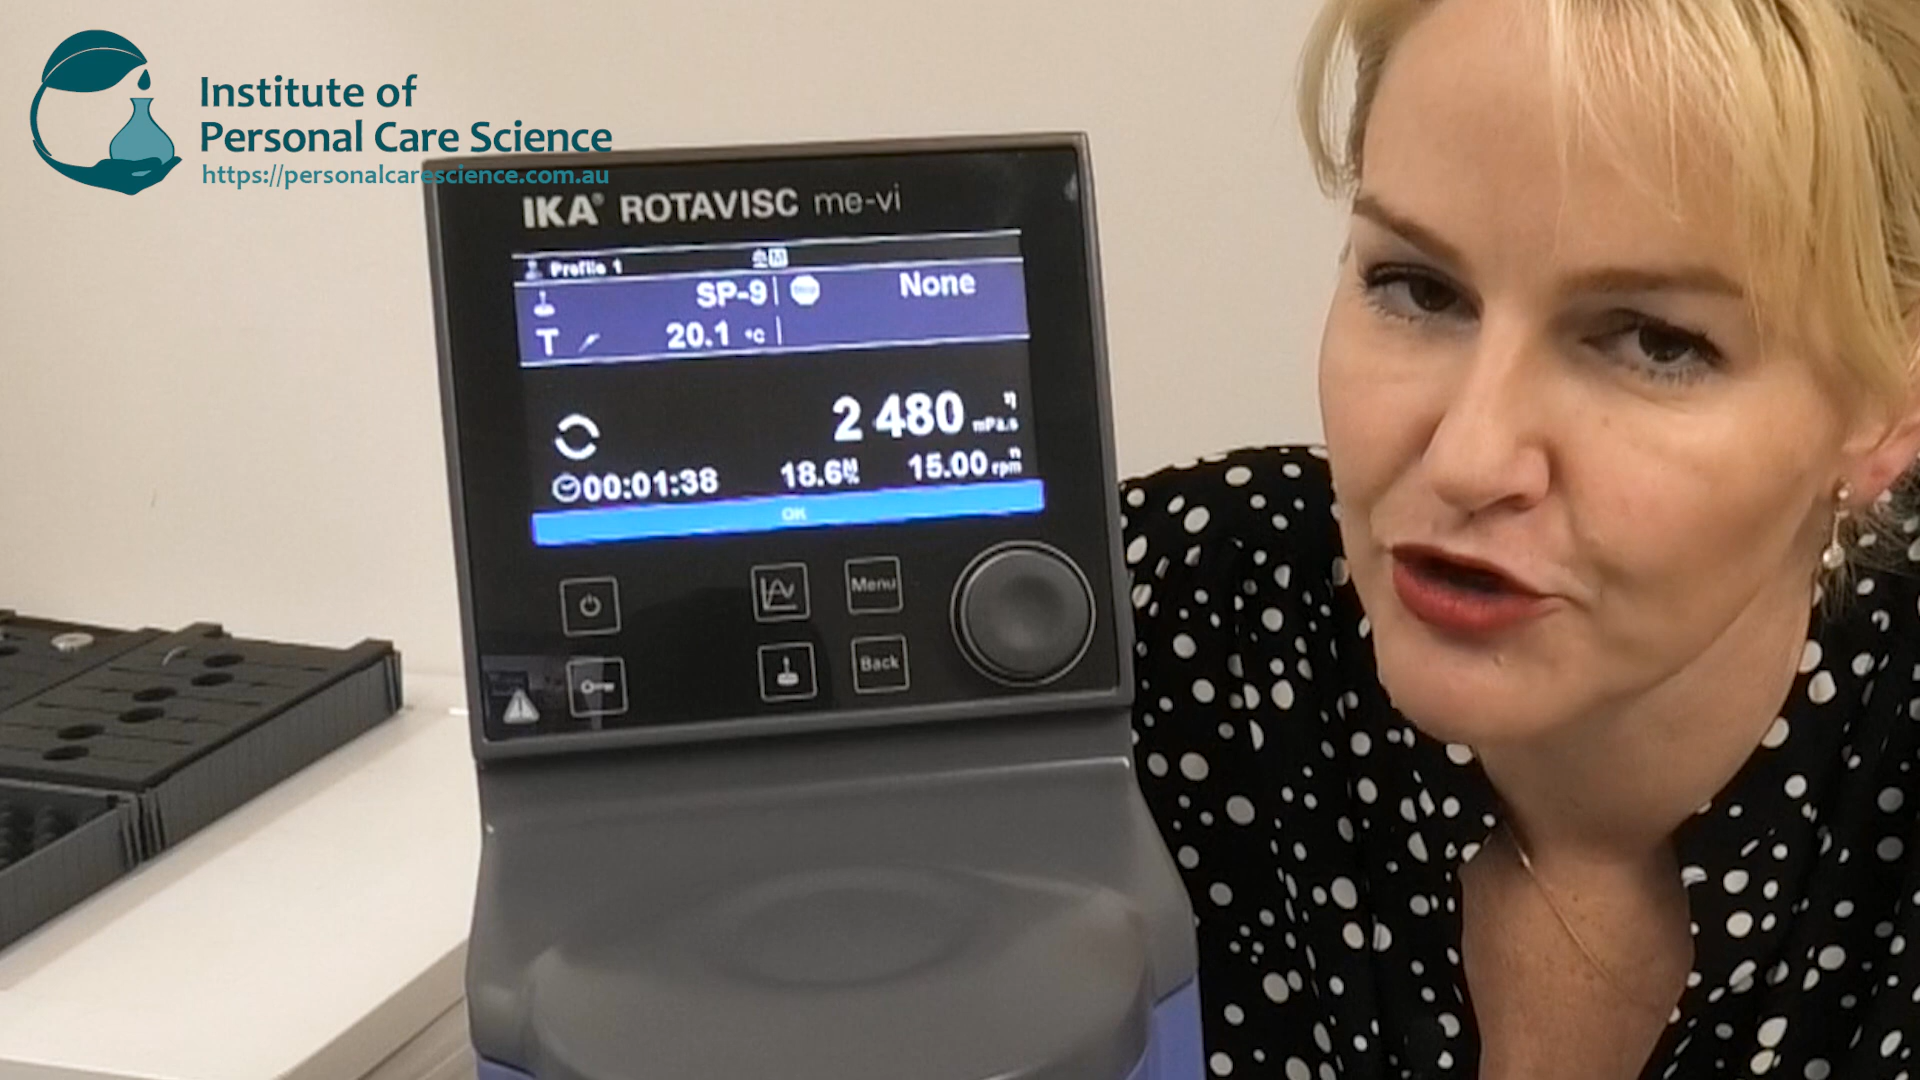 Institute of
Personal Care Science
https://personalcarescience.com.au
IKA® ROTAVISC me-vi
Profile 1
M
SP-9 None
T 20.1 °C
2 480 η mPa.s
00:01:38 18.6 M % 15.00 n rpm
OK
Menu
Back